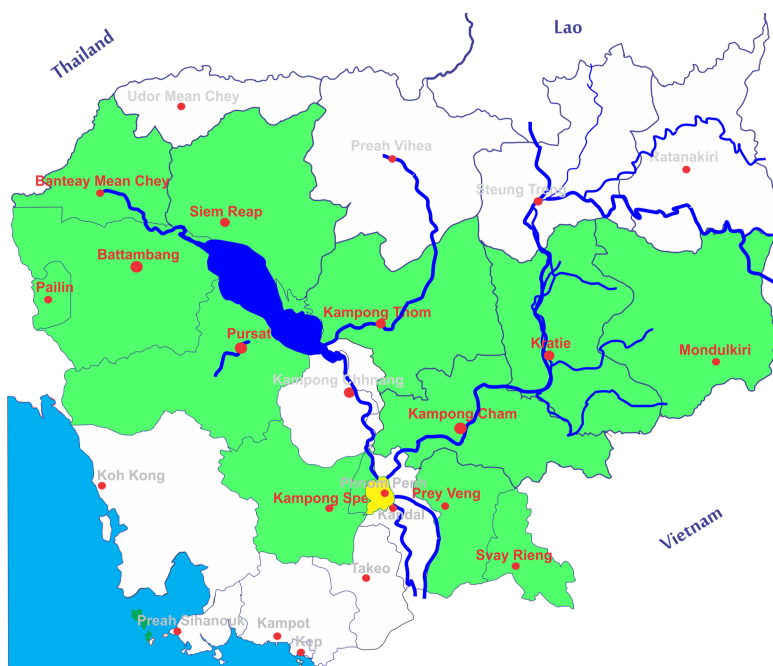 Thailand
Lao
Udor Mean Chey
Preah Vihea
Ratanakiri
Banteay Mean Chey
Steung Treng
Siem Reap
Battambang
Pailin
Kampong Thom
Pursat
Kratie
Mondulkiri
Kampong Chhnang
Kampong Cham
Koh Kong
Phnom Penh
Kampong Spe
Prey Veng
Kandal
Vietnam
Svay Rieng
Takeo
Preah Sihanouk
Kampot
Kep